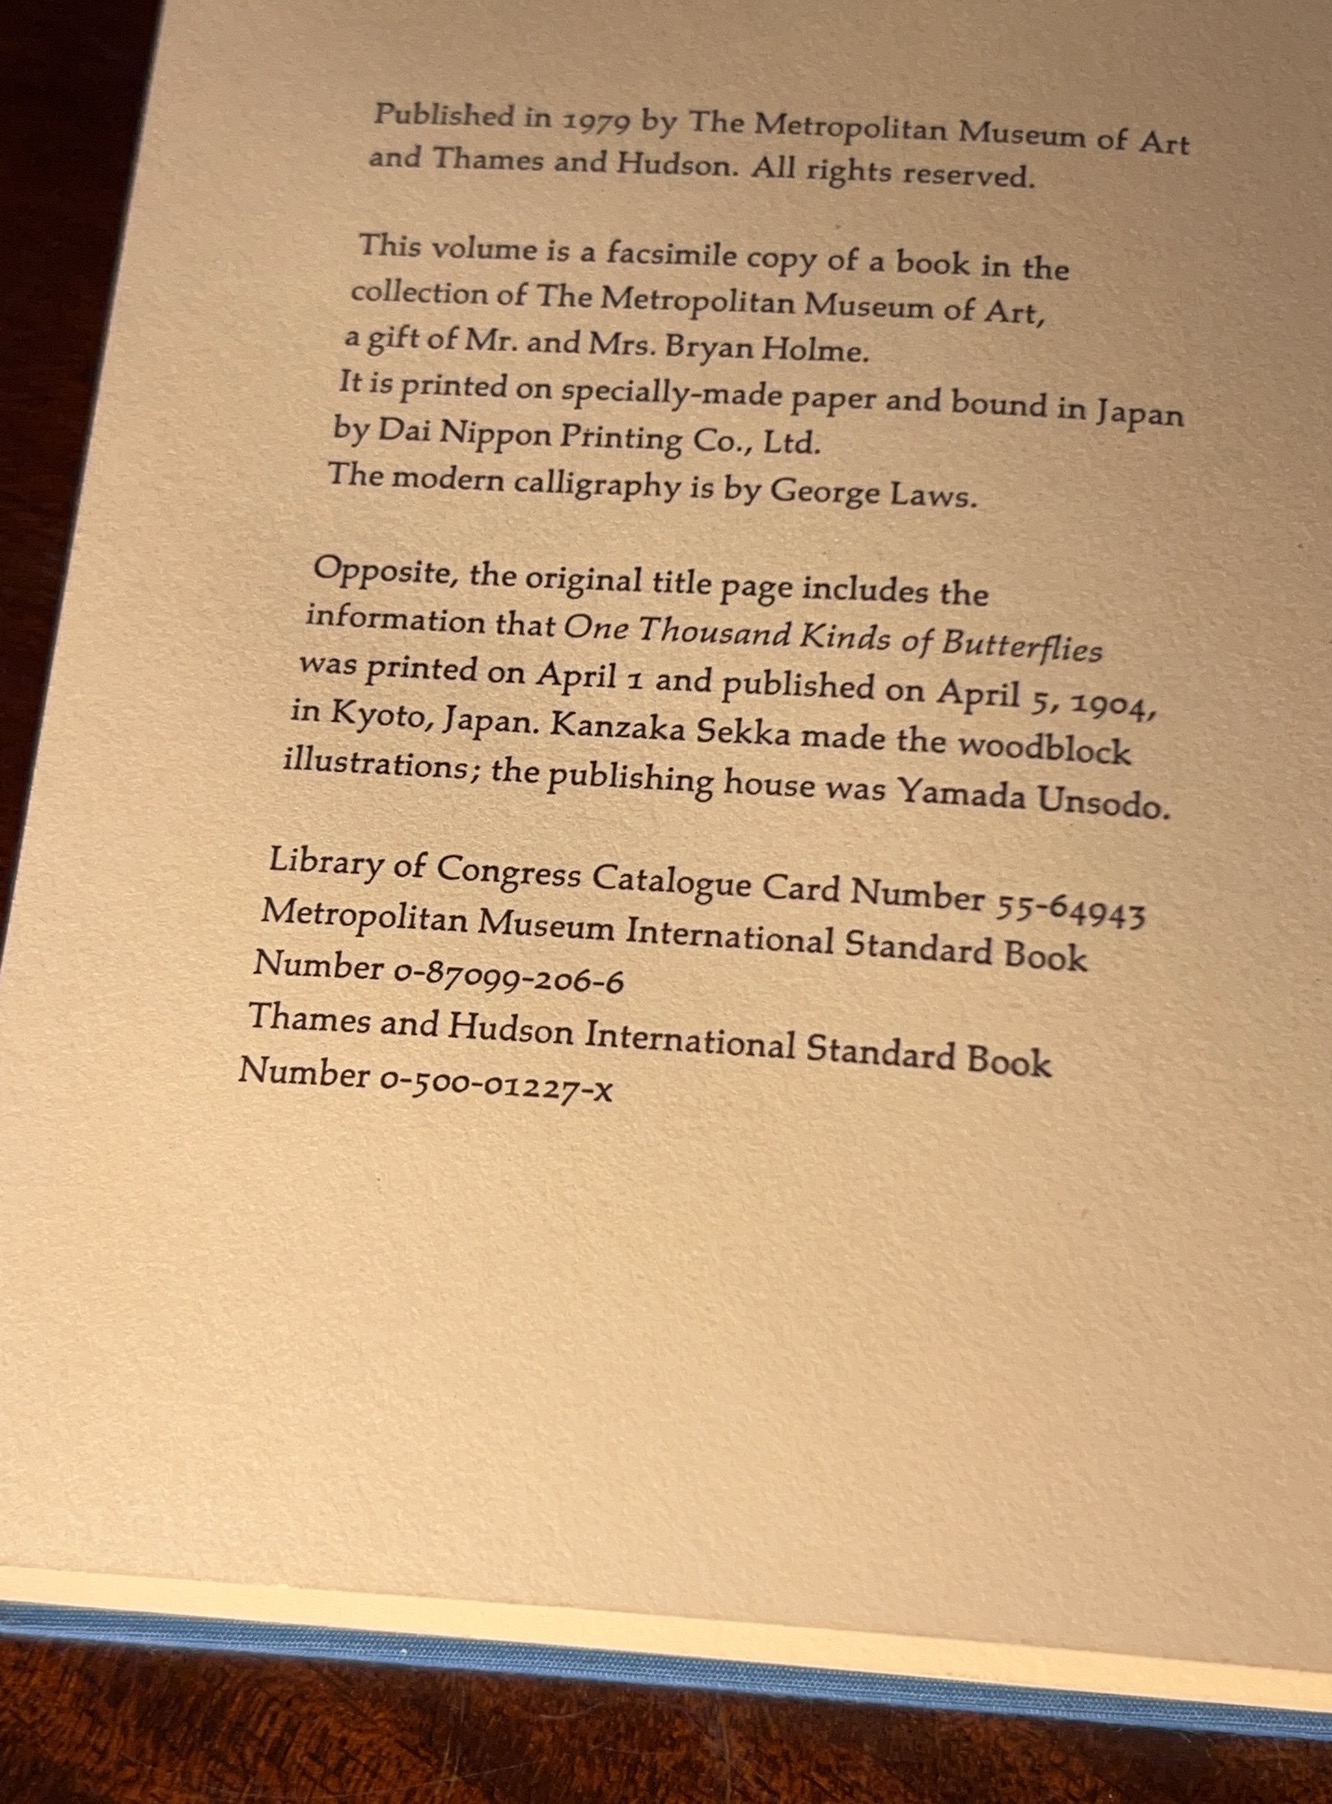 Published in 1979 by The Metropolitan Museum of Art
and Thames and Hudson. All rights reserved.
This volume is a facsimile copy of a book in the
collection of The Metropolitan Museum of Art,
a gift of Mr. and Mrs. Bryan Holme.
It is printed on specially-made paper and bound in Japan
by Dai Nippon Printing Co., Ltd.
The modern calligraphy is by George Laws.
Opposite, the original title page includes the
information that One Thousand Kinds of Butterflies
was printed on April 1 and published on April 5, 1904,
in Kyoto, Japan. Kanzaka Sekka made the woodblock
illustrations; the publishing house was Yamada Unsodo.
Library of Congress Catalogue Card Number 55-64943
Metropolitan Museum International Standard Book
Number 0-87099-206-6
Thames and Hudson International Standard Book
Number 0-500-01227-x